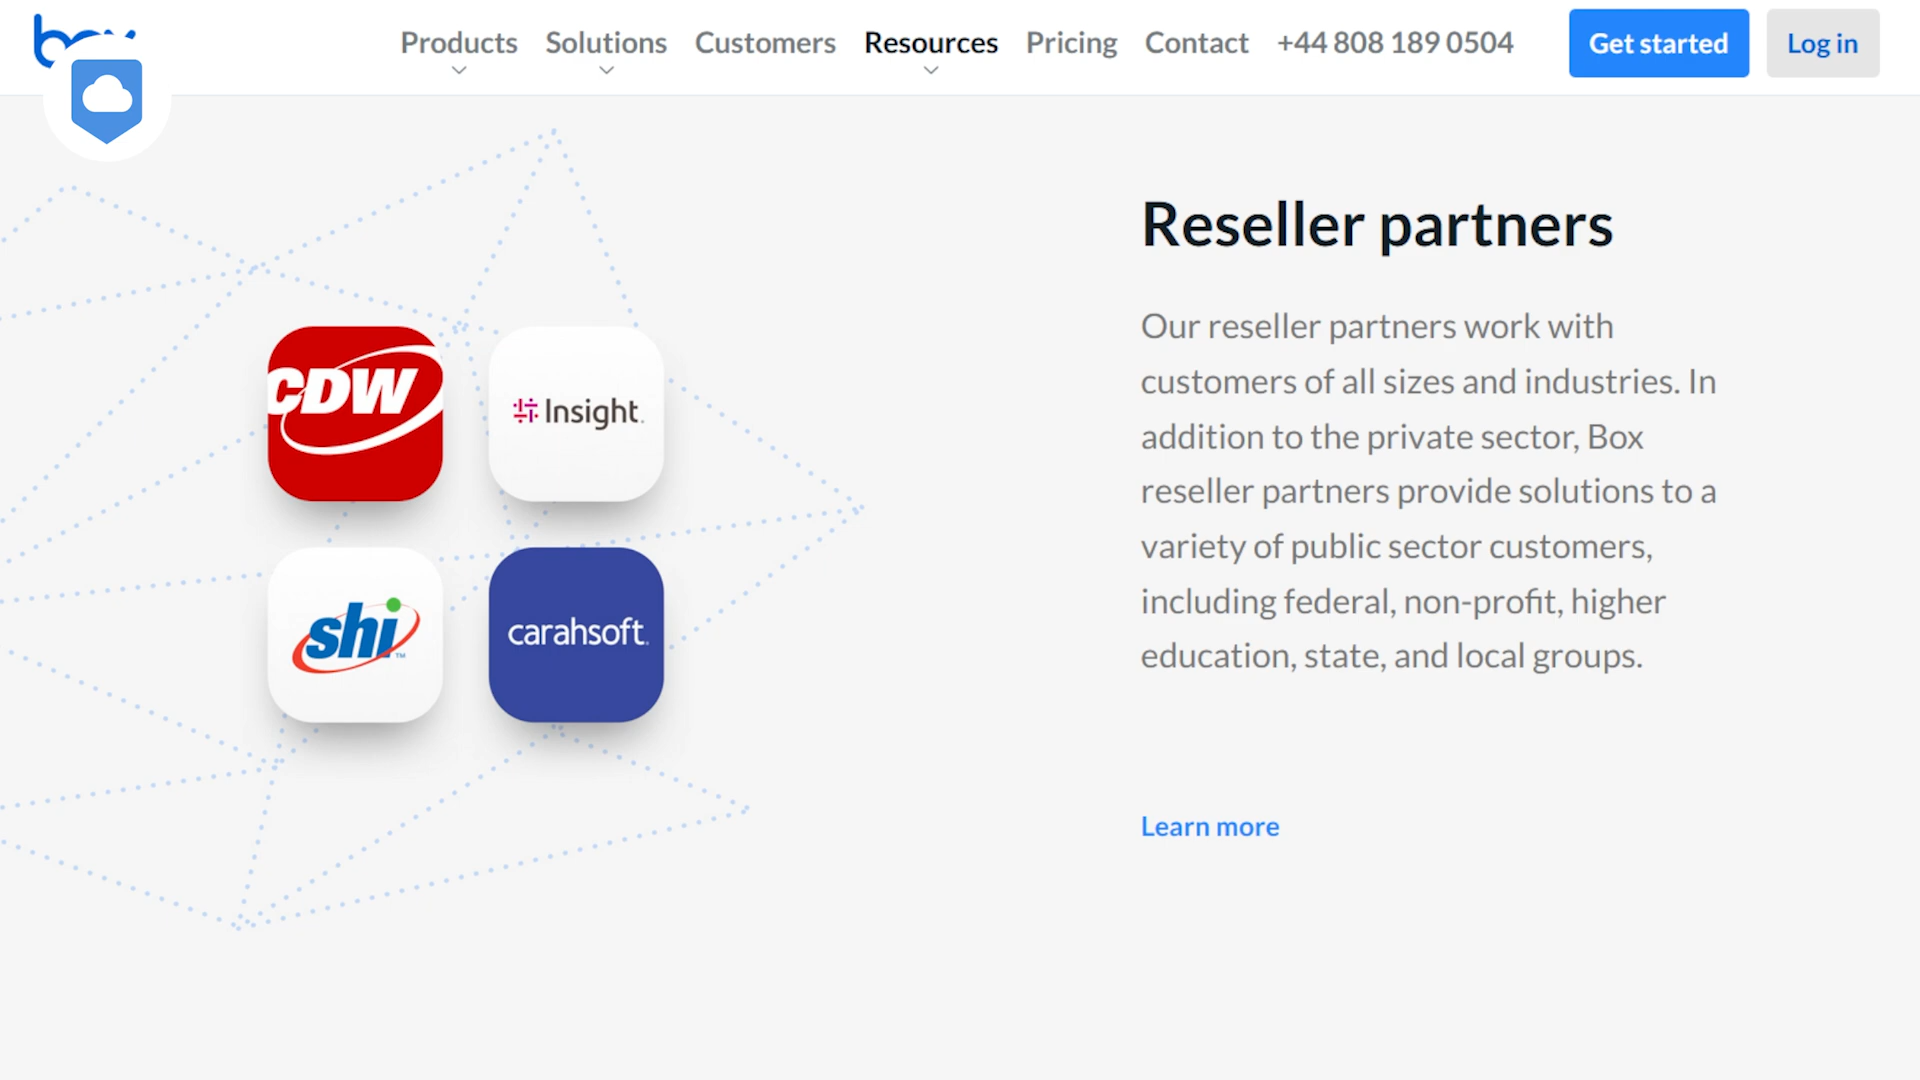 Products Solutions Customers Resources Pricing Contact +44 808 189 0504 Get started Log in
Reseller partners
Our reseller partners work with
customers of all sizes and industries. In
addition to the private sector, Box
reseller partners provide solutions to a
variety of public sector customers,
including federal, non-profit, higher
education, state, and local groups.
Learn more
CDW
Insight.
shi™
carahsoft.